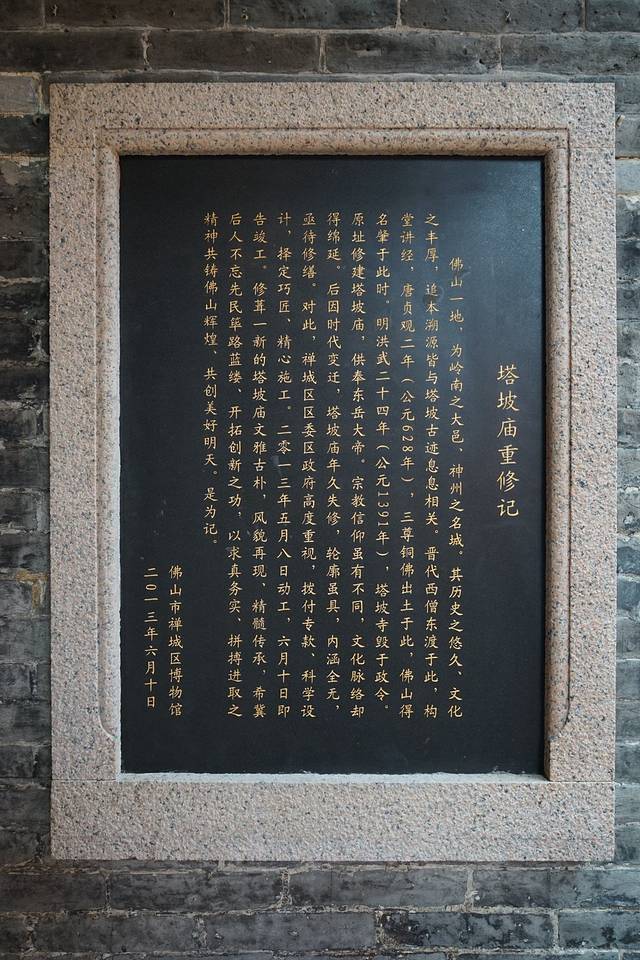 塔坡庙重修记
佛山一地，为岭南之大邑、神州之名城。其历史之悠久、文化
之丰厚，追本溯源皆与塔坡古迹息息相关。晋代西僧东渡于此，构
堂讲经，唐贞观二年（公元628年），三尊铜佛出土于此，佛山得
名肇于此时。明洪武二十四年（公元1391年），塔坡寺毁于政令。
原址修建塔坡庙，供奉东岳大帝。宗教信仰虽有不同，文化脉络却
得绵延。后因时代变迁，塔坡庙年久失修，轮廓虽具，内涵全无，
亟待修缮。对此，禅城区区委区政府高度重视，拨付专款、科学设
计，择定巧匠、精心施工。二零一三年五月八日动工，六月十日即
告竣工。修葺一新的塔坡庙文雅古朴，风貌再现、精髓传承，希冀
后人不忘先民筚路蓝缕、开拓创新之功，以求真务实、拼搏进取之
精神共铸佛山辉煌、共创美好明天。是为记。
佛山市禅城区博物馆
二〇一三年六月十日